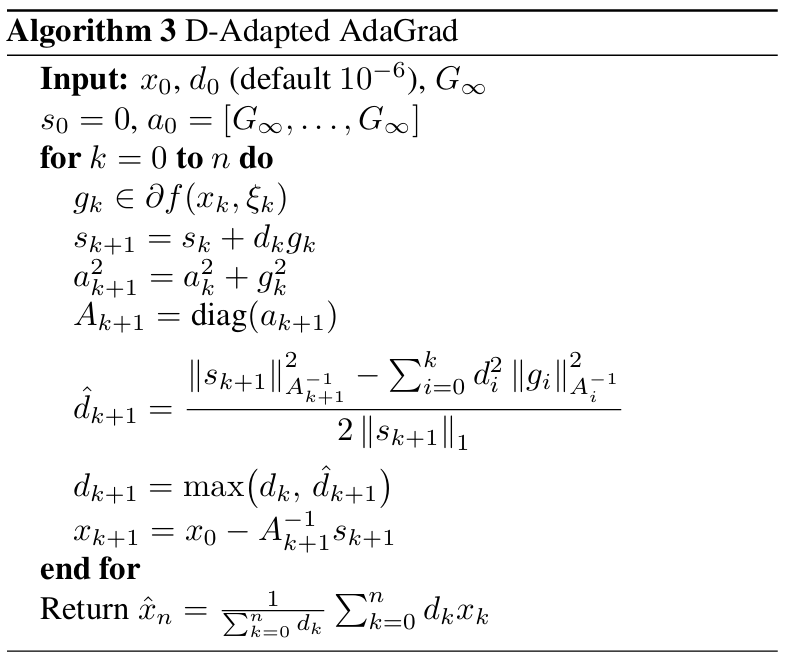 Algorithm 3 D-Adapted AdaGrad
Input: $x_0$, $d_0$ (default $10^{-6}$), $G_\infty$
$s_0 = 0$, $a_0 = [G_\infty, \ldots, G_\infty]$
for $k = 0$ to $n$ do
$g_k \in \partial f(x_k, \xi_k)$
$s_{k+1} = s_k + d_k g_k$
$a_{k+1}^2 = a_k^2 + g_k^2$
$A_{k+1} = \text{diag}(a_{k+1})$
$\hat{d}_{k+1} = \frac{\|s_{k+1}\|_{A_{k+1}^{-1}}^2 - \sum_{i=0}^{k} d_i^2 \|g_i\|_{A_i^{-1}}^2}{2 \|s_{k+1}\|_1}$
$d_{k+1} = \max(d_k, \hat{d}_{k+1})$
$x_{k+1} = x_0 - A_{k+1}^{-1} s_{k+1}$
end for
Return $\hat{x}_n = \frac{1}{\sum_{k=0}^{n} d_k} \sum_{k=0}^{n} d_k x_k$